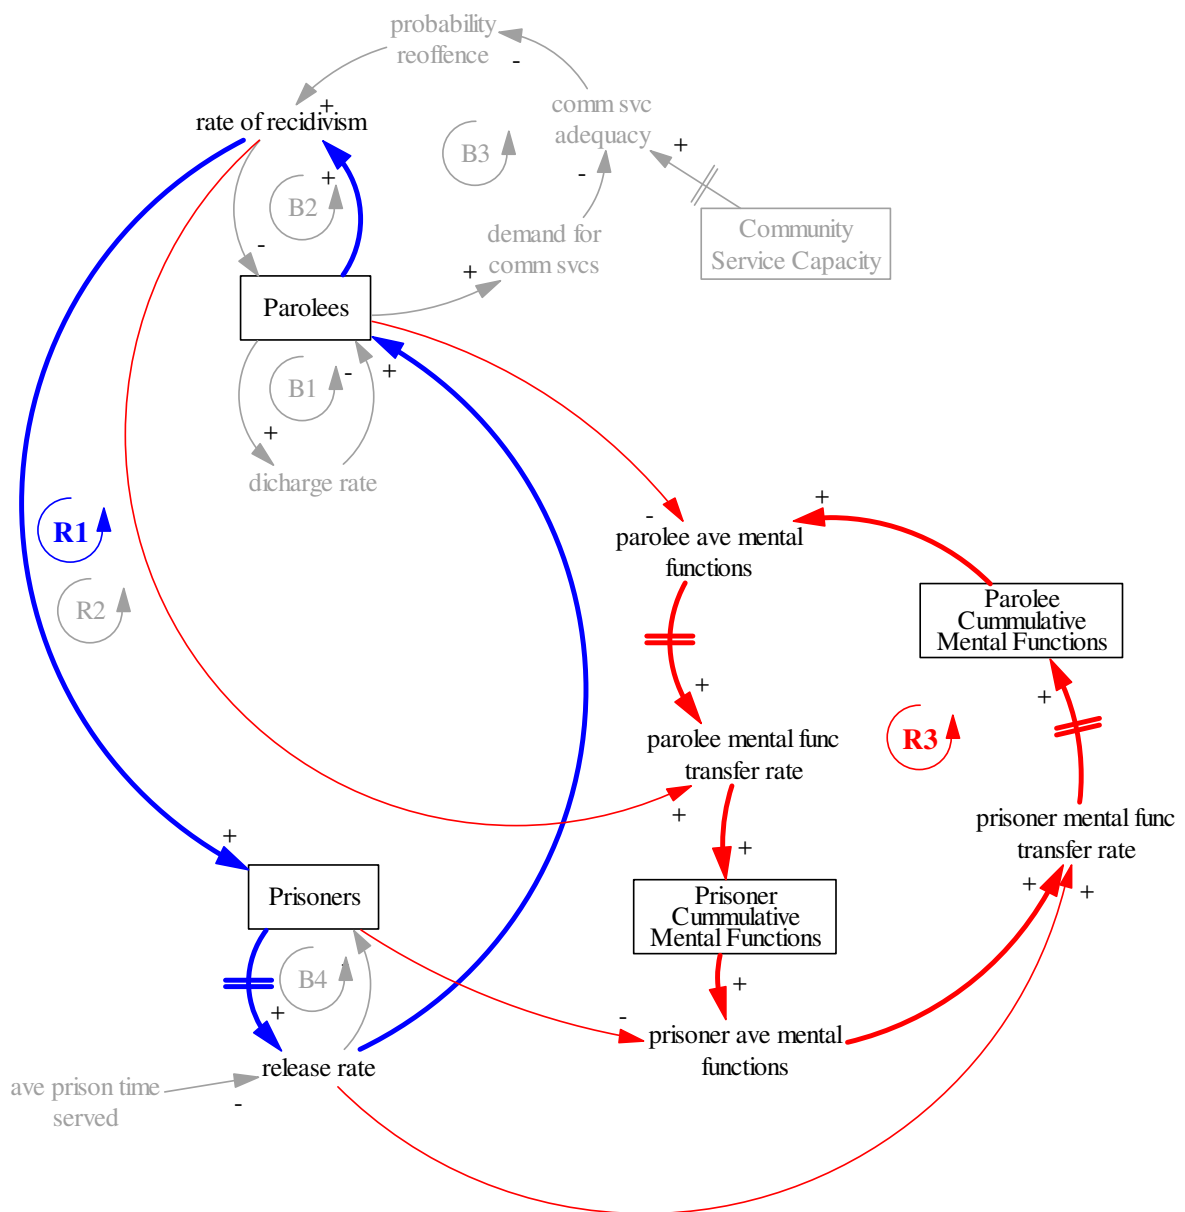 probability
reoffence
-
comm svc
adequacy
+
rate of recidivism
B3
+
-
+
B2
Community
Service Capacity
demand for
comm svcs
-
+
Parolees
B1
-
+
+
dicharge rate
R1
R2
+
-
parolee ave mental
functions
Parolee
Cummulative
Mental Functions
+
+
R3
parolee mental func
transfer rate
+
+
prisoner mental func
transfer rate
+
+
+
Prisoners
Prisoner
Cummulative
Mental Functions
B4
+
+
-
prisoner ave mental
functions
release rate
ave prison time
served
-